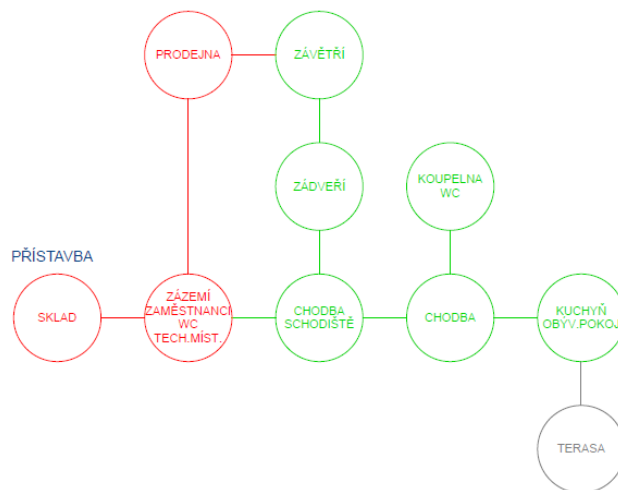 PRODEJNA
ZÁVĚTŘÍ
ZÁDVEŘÍ
KOUPELNA
WC
PŘÍSTAVBA
SKLAD
ZÁZEMÍ
ZAMĚSTNANCI
WC
TECH.MÍST.
CHODBA
SCHODIŠTĚ
CHODBA
KUCHYŇ
OBÝV.POKOJ
TERASA